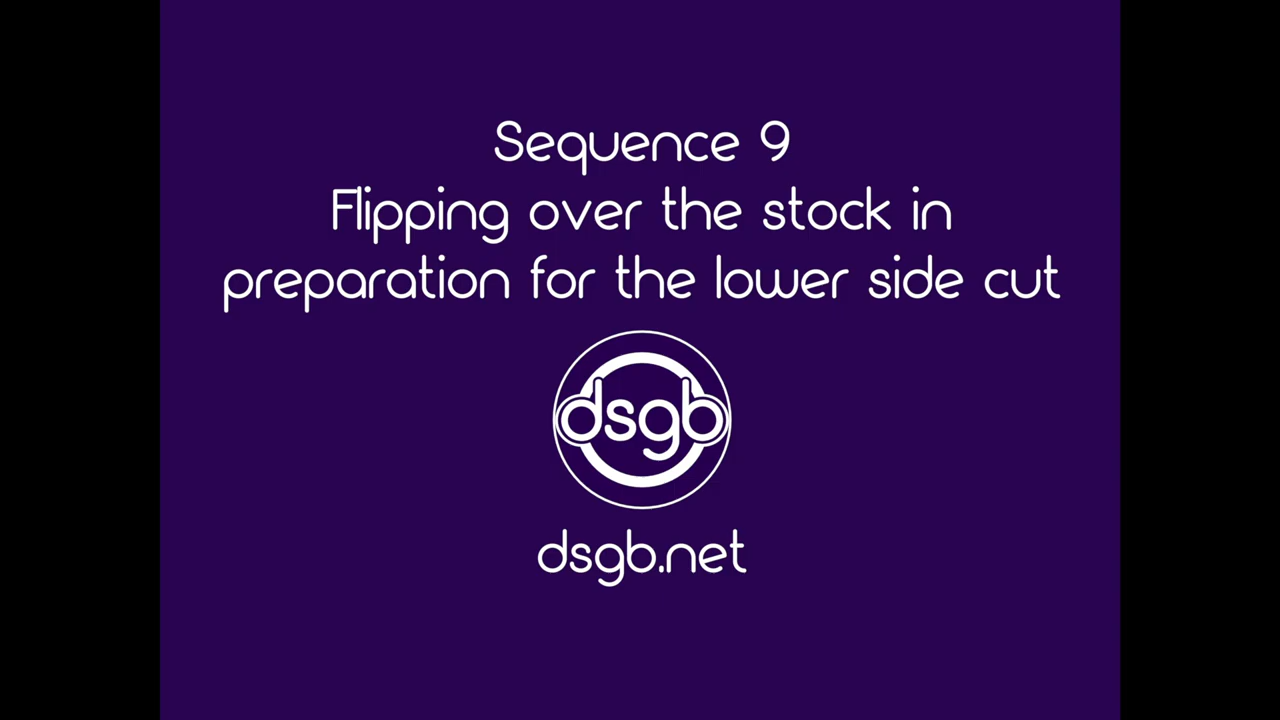 Sequence 9
Flipping over the stock in
preparation for the lower side cut
dsgb
dsgb.net